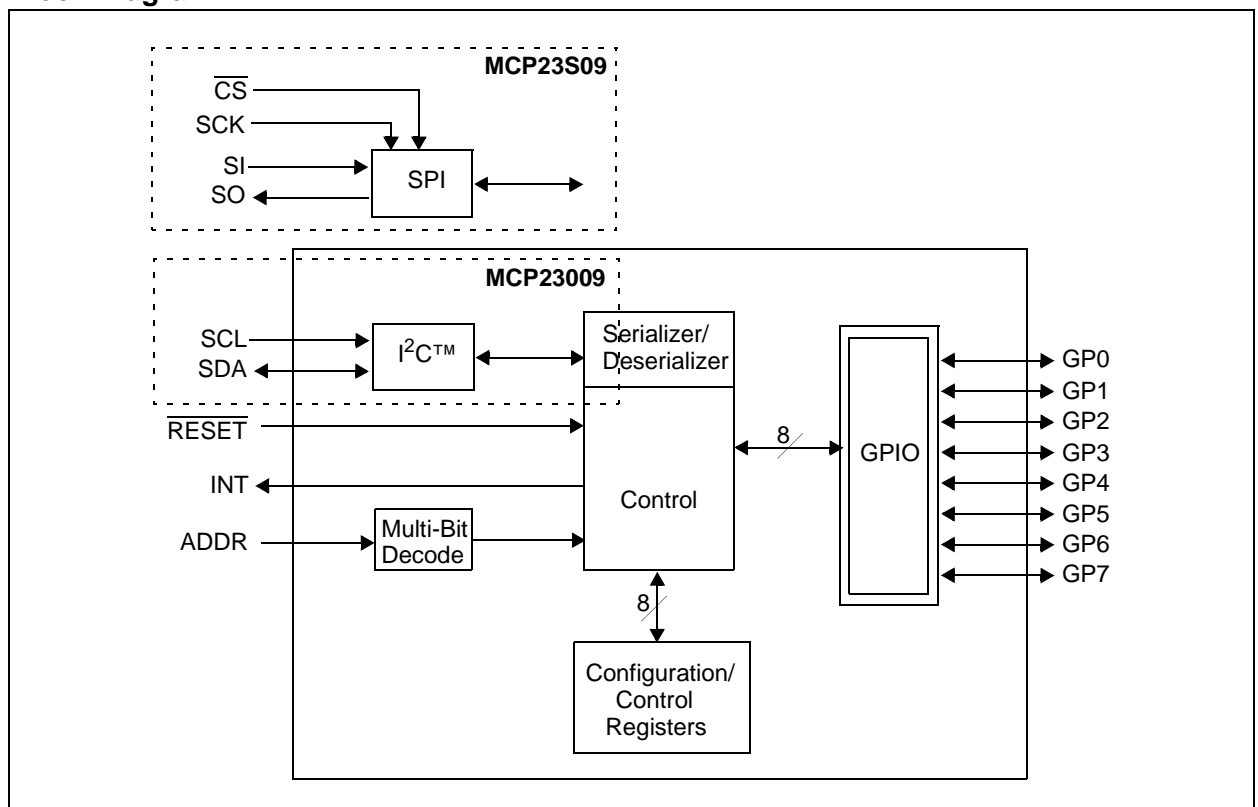 MCP23S09
CS
SCK
SI
SO
SPI
MCP23009
SCL
SDA
I²C™
Serializer/
Deserializer
RESET
INT
ADDR
Multi-Bit
Decode
Control
8
8
Configuration/
Control
Registers
GPIO
GP0
GP1
GP2
GP3
GP4
GP5
GP6
GP7